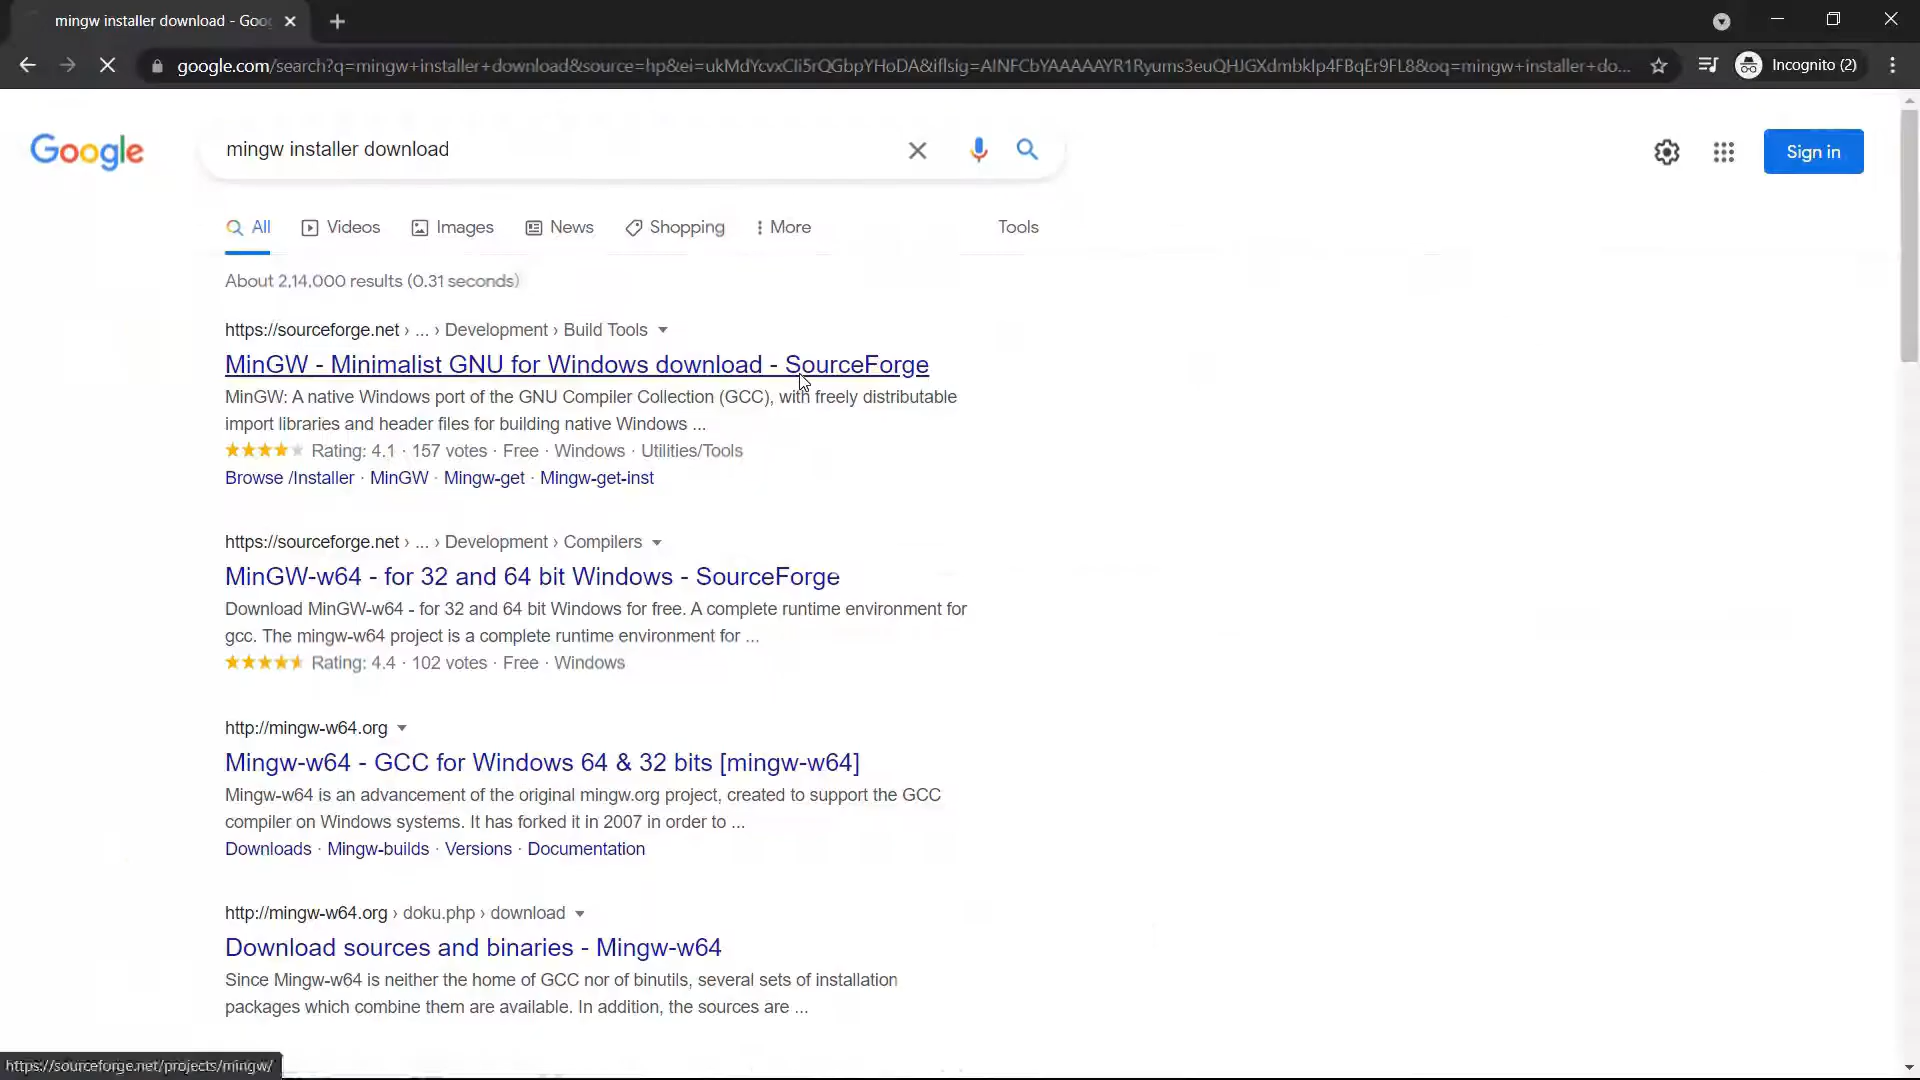 mingw installer download - Goo
google.com/search?q=mingw+installer+download&source=hp&ei=ukMdYcvxCli5rQGbpYHoDA&iflsig=AINFCbYAAAAAYR1Ryums3euQHJGXdmbkIp4FBqEr9FL8&oq=mingw+installer+do... Incognito (2)
Google mingw installer download Sign in
All Videos Images News Shopping More Tools
About 2,14,000 results (0.31 seconds)
https://sourceforge.net › ... › Development › Build Tools
MinGW - Minimalist GNU for Windows download - SourceForge
MinGW: A native Windows port of the GNU Compiler Collection (GCC), with freely distributable
import libraries and header files for building native Windows ...
Rating: 4.1 · 157 votes · Free · Windows · Utilities/Tools
Browse /Installer · MinGW · Mingw-get · Mingw-get-inst
https://sourceforge.net › ... › Development › Compilers
MinGW-w64 - for 32 and 64 bit Windows - SourceForge
Download MinGW-w64 - for 32 and 64 bit Windows for free. A complete runtime environment for
gcc. The mingw-w64 project is a complete runtime environment for ...
Rating: 4.4 · 102 votes · Free · Windows
http://mingw-w64.org
Mingw-w64 - GCC for Windows 64 & 32 bits [mingw-w64]
Mingw-w64 is an advancement of the original mingw.org project, created to support the GCC
compiler on Windows systems. It has forked it in 2007 in order to ...
Downloads · Mingw-builds · Versions · Documentation
http://mingw-w64.org › doku.php › download
Download sources and binaries - Mingw-w64
Since Mingw-w64 is neither the home of GCC nor of binutils, several sets of installation
packages which combine them are available. In addition, the sources are ...
https://sourceforge.net/projects/mingw/